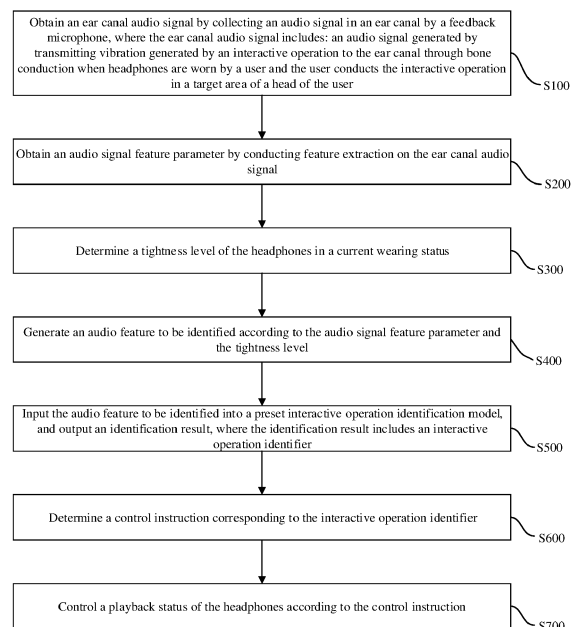 Obtain an ear canal audio signal by collecting an audio signal in an ear canal by a feedback
microphone, where the ear canal audio signal includes: an audio signal generated by
transmitting vibration generated by an interactive operation to the ear canal through bone
conduction when headphones are worn by a user and the user conducts the interactive operation
in a target area of a head of the user
S100
Obtain an audio signal feature parameter by conducting feature extraction on the ear canal audio
signal
S200
Determine a tightness level of the headphones in a current wearing status
S300
Generate an audio feature to be identified according to the audio signal feature parameter and
the tightness level
S400
Input the audio feature to be identified into a preset interactive operation identification model,
and output an identification result, where the identification result includes an interactive
operation identifier
S500
Determine a control instruction corresponding to the interactive operation identifier
S600
Control a playback status of the headphones according to the control instruction
S700